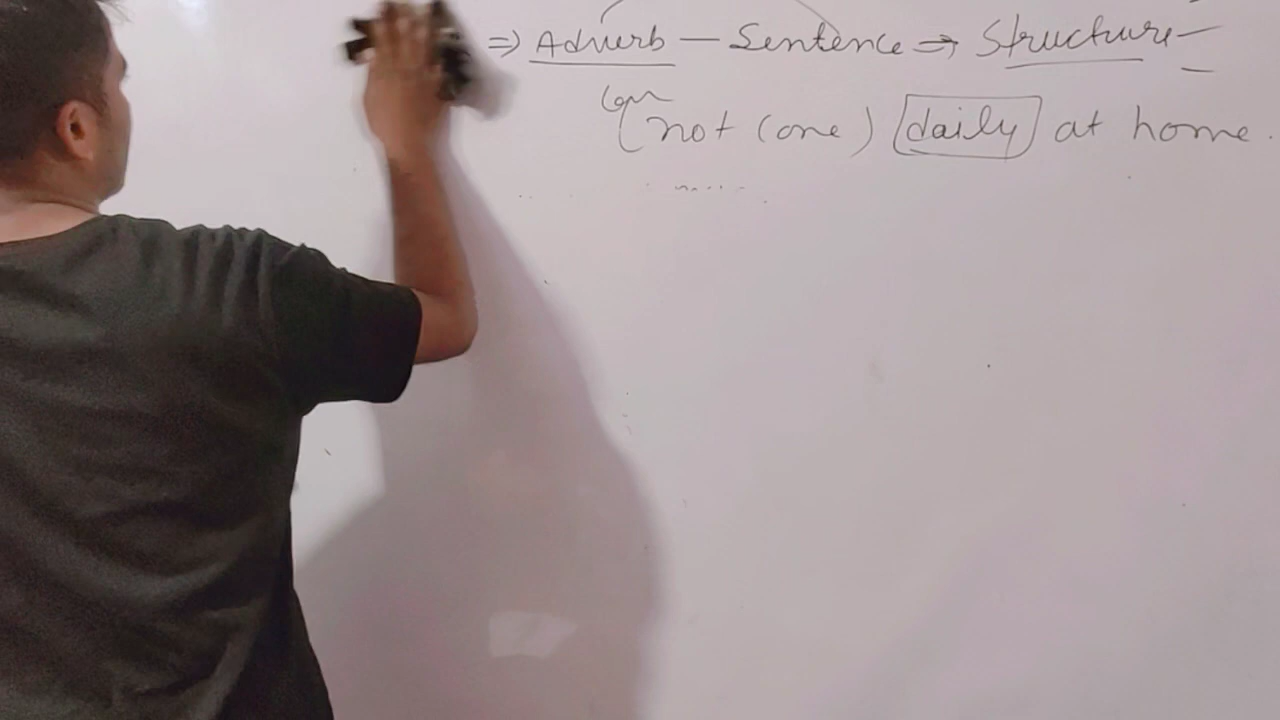 ⇒ Adverb — Sentence ⇒ Structure —
not (one) daily at home.